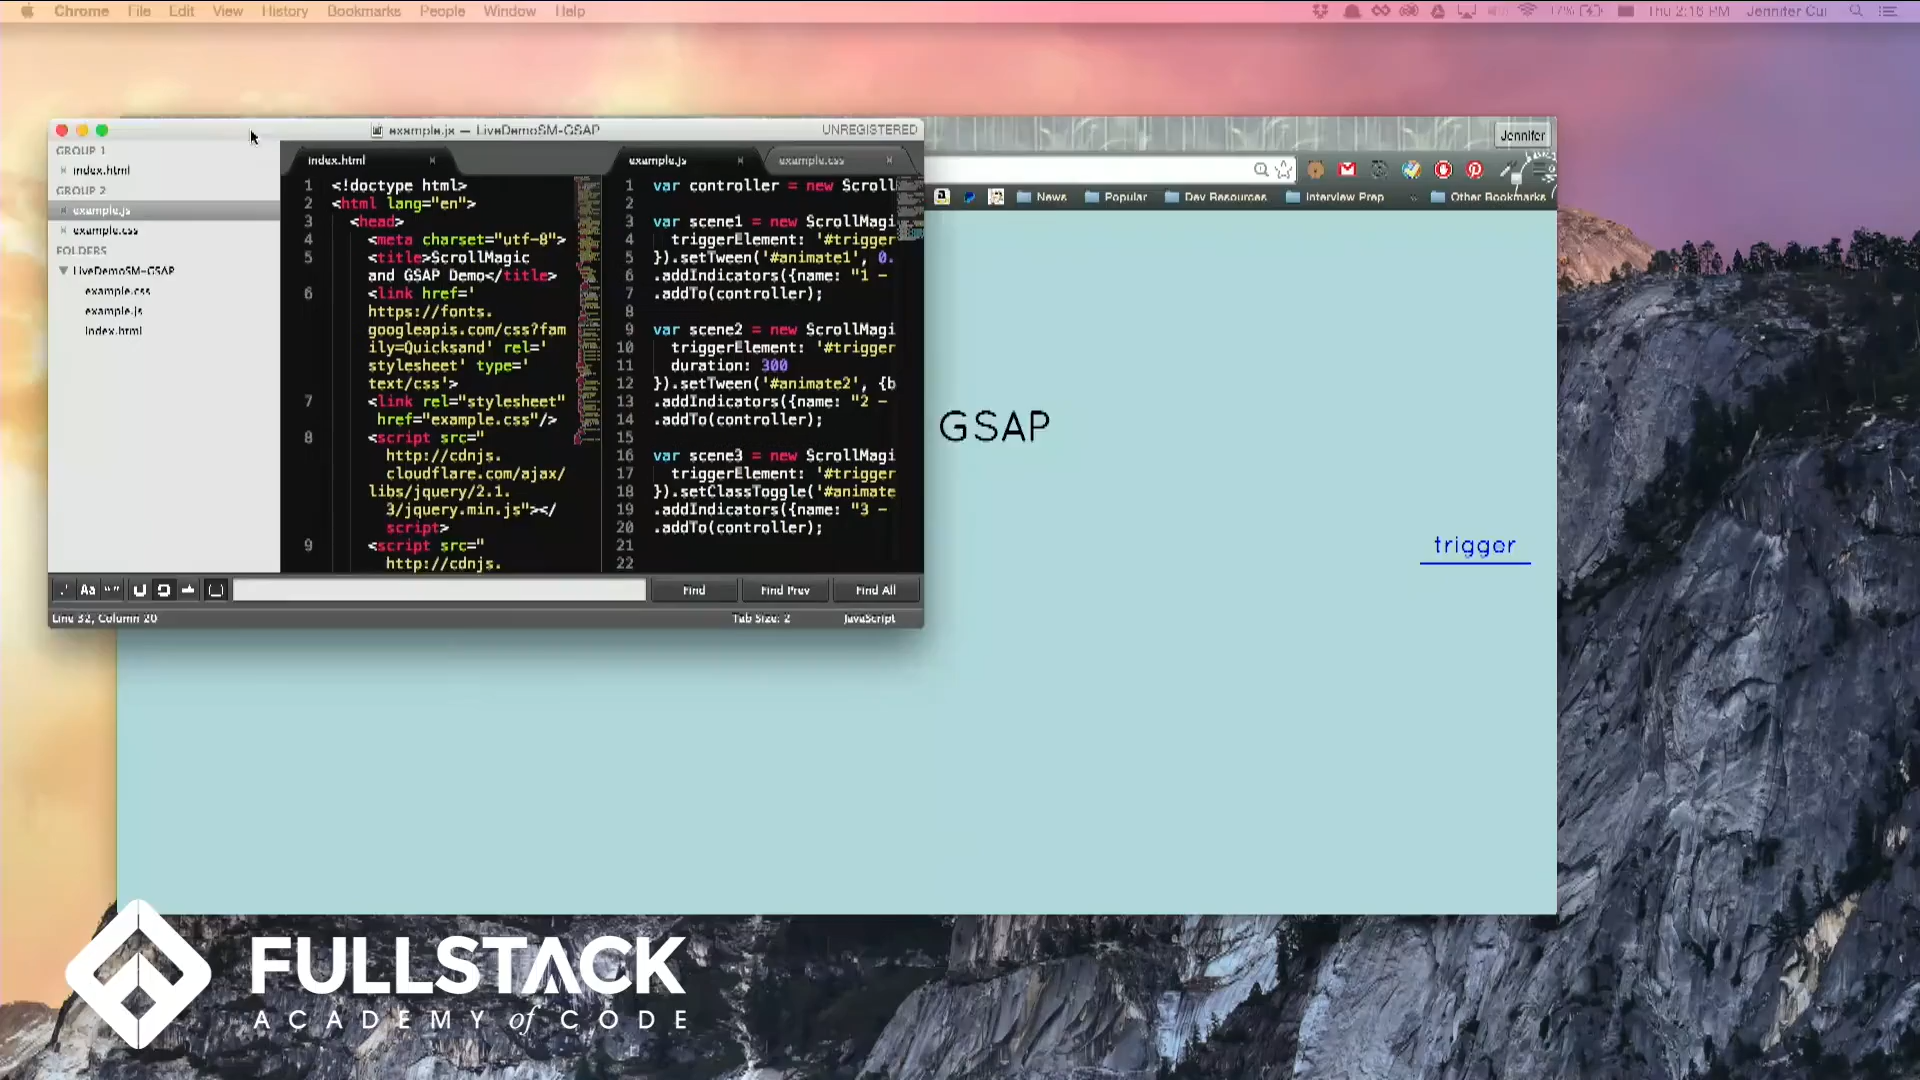 Chrome File Edit View History Bookmarks People Window Help
17% Thu 2:16 PM Jennifer Cui
example.js — LiveDemoSM-GSAP UNREGISTERED
Jennifer
GROUP 1
index.html
GROUP 2
example.js
example.css
FOLDERS
LiveDemoSM-GSAP
example.css
example.js
index.html
index.html
1 <!doctype html>
2 <html lang="en">
3 <head>
4 <meta charset="utf-8">
5 <title>ScrollMagic
and GSAP Demo</title>
6 <link href='
https://fonts.
googleapis.com/css?fam
ily=Quicksand' rel='
stylesheet' type='
text/css'>
7 <link rel="stylesheet"
href="example.css"/>
8 <script src="
http://cdnjs.
cloudflare.com/ajax/
libs/jquery/2.1.
3/jquery.min.js"></
script>
9 <script src="
http://cdnjs.
example.js example.css
1 var controller = new Scroll
2
3 var scene1 = new ScrollMagi
4 triggerElement: '#trigger
5 }).setTween('#animate1', 0.
6 .addIndicators({name: "1 -
7 .addTo(controller);
8
9 var scene2 = new ScrollMagi
10 triggerElement: '#trigger
11 duration: 300
12 }).setTween('#animate2', {b
13 .addIndicators({name: "2 -
14 .addTo(controller);
15
16 var scene3 = new ScrollMagi
17 triggerElement: '#trigger
18 }).setClassToggle('#animate
19 .addIndicators({name: "3 -
20 .addTo(controller);
21
22
Aa Find Find Prev Find All
Line 32, Column 20 Tab Size: 2 JavaScript
News Popular Dev Resources Interview Prep Other Bookmarks
GSAP
trigger
FULLSTACK
ACADEMY of CODE